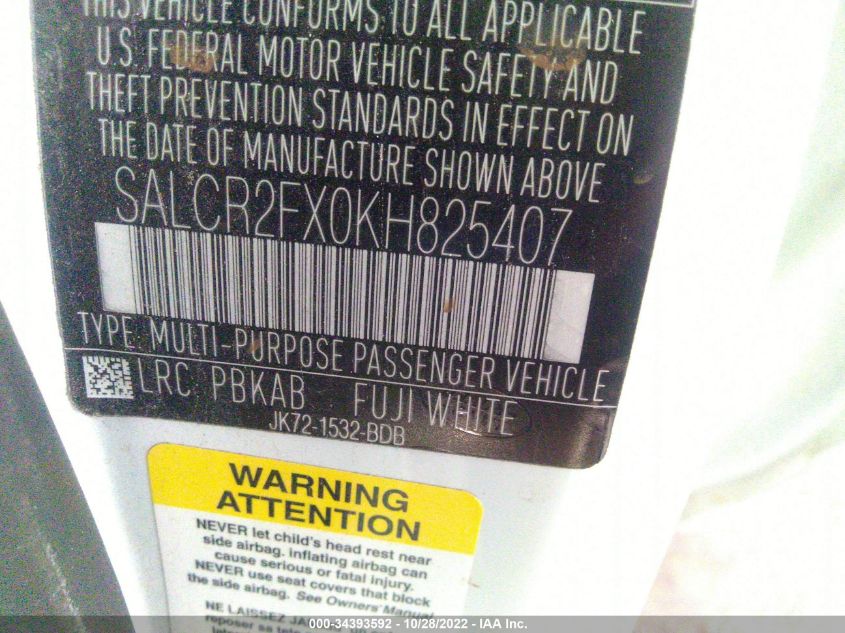 THIS VEHICLE CONFORMS TO ALL APPLICABLE
U.S. FEDERAL MOTOR VEHICLE SAFETY AND
THEFT PREVENTION STANDARDS IN EFFECT ON
THE DATE OF MANUFACTURE SHOWN ABOVE
SALCR2FX0KH825407
TYPE: MULTI-PURPOSE PASSENGER VEHICLE
LRC PBKAB FUJI WHITE
JK72-1532-BDB
WARNING
ATTENTION
NEVER let child's head rest near
side airbag. inflating airbag can
cause serious or fatal injury.
NEVER use seat covers that block
the side airbag. See Owners' Manual
NE LAISSEZ
reposer sa
000-34393592 - 10/28/2022 - IAA Inc.